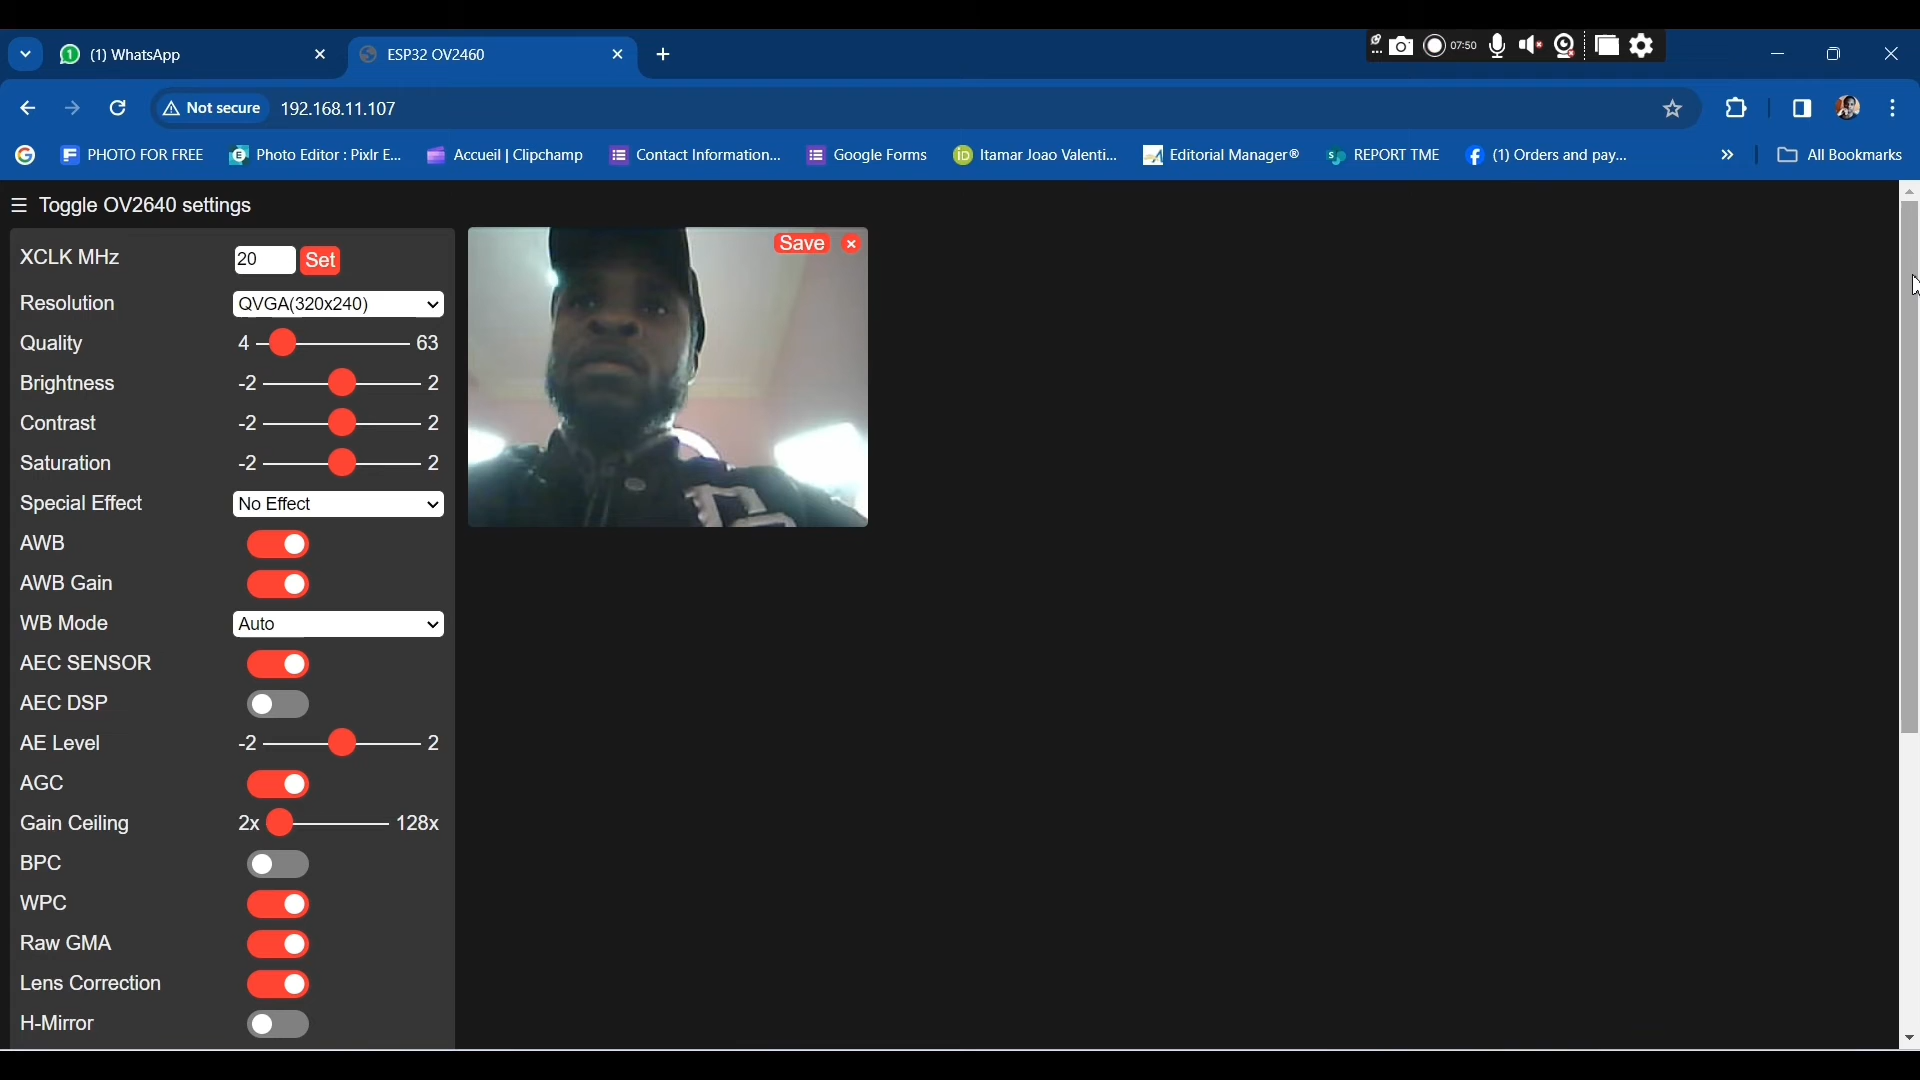 (1) WhatsApp
ESP32 OV2460
07:50
Not secure 192.168.11.107
PHOTO FOR FREE Photo Editor : Pixlr E... Accueil | Clipchamp Contact Information... Google Forms Itamar Joao Valenti... Editorial Manager® REPORT TME (1) Orders and pay... » All Bookmarks
☰ Toggle OV2640 settings
XCLK MHz 20 Set
Save ×
Resolution QVGA(320x240)
Quality 4 63
Brightness -2 2
Contrast -2 2
Saturation -2 2
Special Effect No Effect
AWB
AWB Gain
WB Mode Auto
AEC SENSOR
AEC DSP
AE Level -2 2
AGC
Gain Ceiling 2x 128x
BPC
WPC
Raw GMA
Lens Correction
H-Mirror